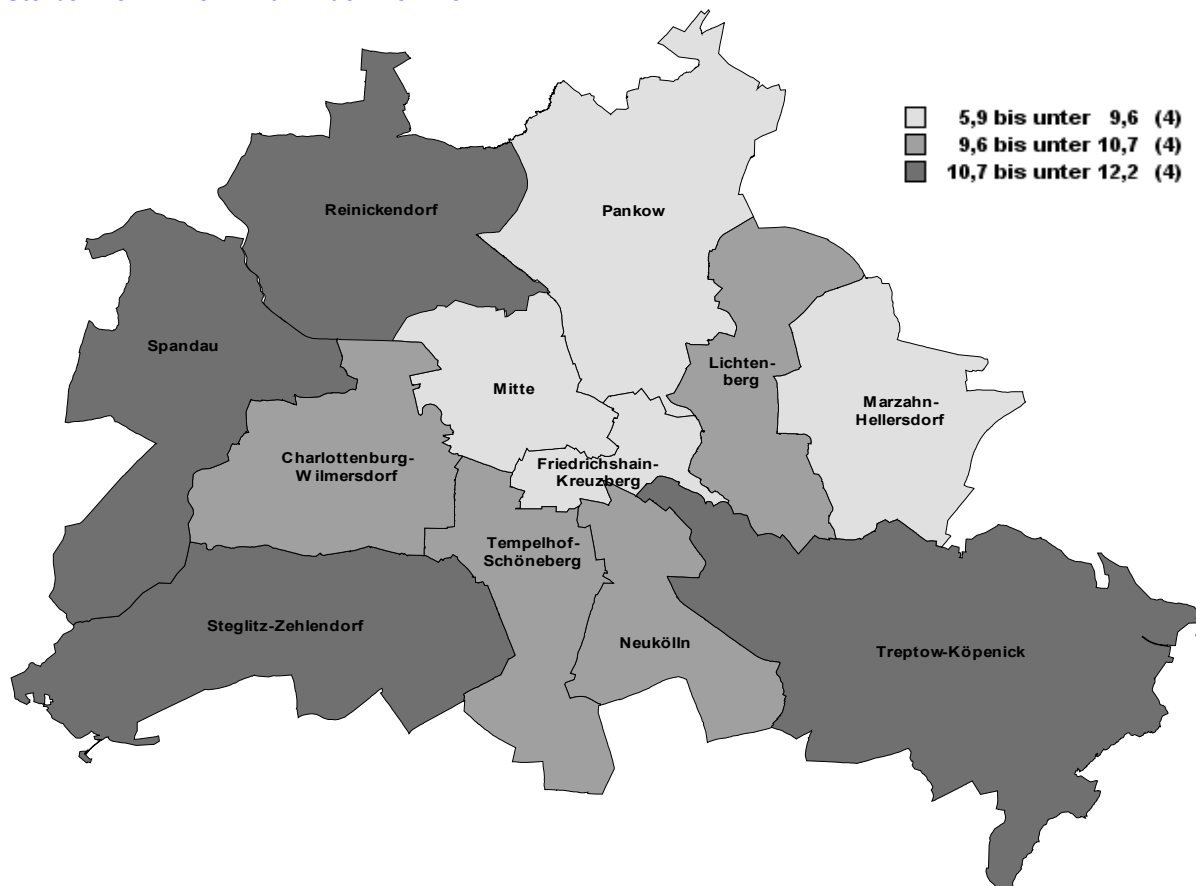 5,9 bis unter 9,6 (4)
9,6 bis unter 10,7 (4)
10,7 bis unter 12,2 (4)
Reinickendorf
Pankow
Spandau
Mitte
Lichten-
berg
Marzahn-
Hellersdorf
Charlottenburg-
Wilmersdorf
Friedrichshain-
Kreuzberg
Tempelhof-
Schöneberg
Steglitz-Zehlendorf
Neukölln
Treptow-Köpenick